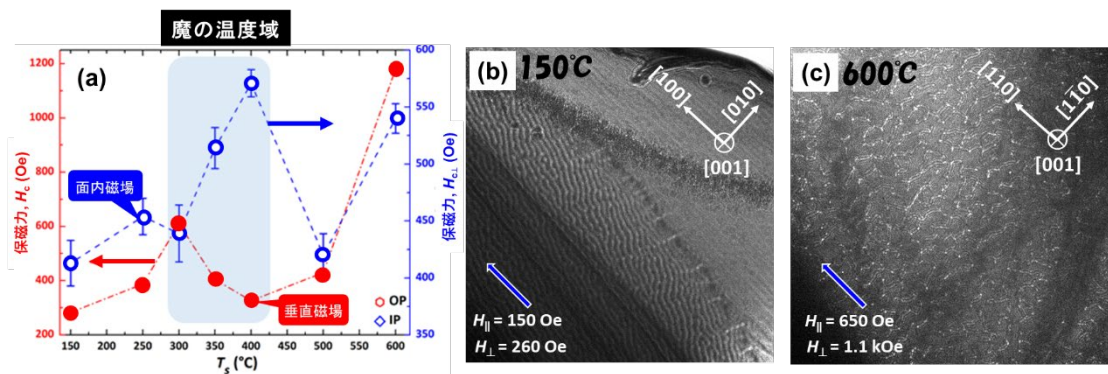 魔の温度域
(a)
1200
1000
800
600
400
200
保磁力, Hc (Oe)
600
550
500
450
400
350
保磁力, Hc⊥ (Oe)
面内磁場
垂直磁場
OP
IP
150 200 250 300 350 400 450 500 550 600
Ts (°C)
(b) 150℃
[100] [010]
[001]
H∥ = 150 Oe
H⊥ = 260 Oe
(c) 600℃
[110] [11̅0]
[001]
H∥ = 650 Oe
H⊥ = 1.1 kOe